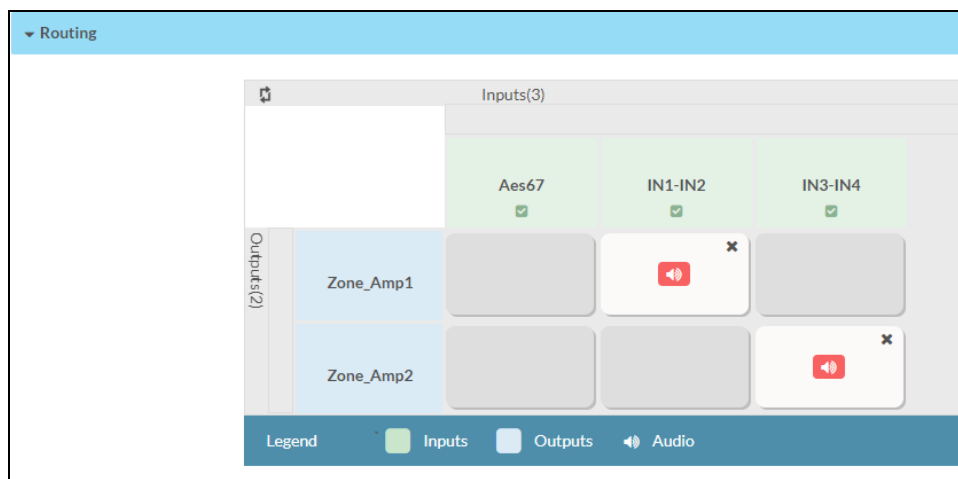 Routing
Inputs(3)
Aes67 IN1-IN2 IN3-IN4
Outputs(2)
Zone_Amp1
Zone_Amp2
Legend Inputs Outputs Audio